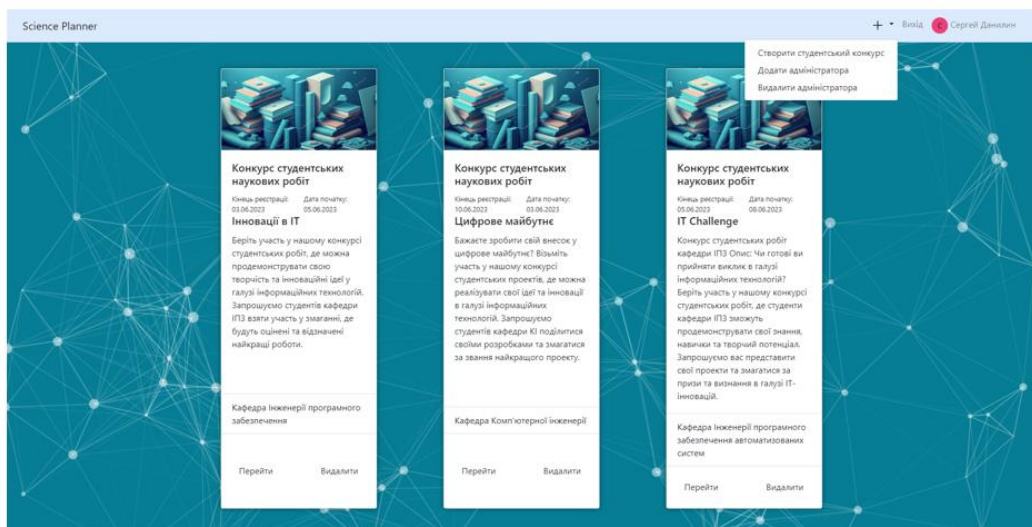 Science Planner
+ Вихід С Сергей Данилин
Створити студентський конкурс
Додати адміністратора
Видалити адміністратора
Конкурс студентських
наукових робіт
Кінець реєстрації: Дата початку:
03.06.2023 05.06.2023
Інновації в ІТ
Беріть участь у нашому конкурсі
студентських робіт, де можна
продемонструвати свою
творчість та інноваційні ідеї у
галузі інформаційних технологій.
Запрошуємо студентів кафедри
ІПЗ взяти участь у змаганні, де
будуть оцінені та відзначені
найкращі роботи.
Кафедра Інженерії програмного
забезпечення
Перейти Видалити
Конкурс студентських
наукових робіт
Кінець реєстрації: Дата початку:
10.06.2023 03.06.2023
Цифрове майбутнє
Бажаєте зробити свій внесок у
цифрове майбутнє? Візьміть
участь у нашому конкурсі
студентських проектів, де можна
реалізувати свої ідеї та інновації
в галузі інформаційних
технологій. Запрошуємо
студентів кафедри КІ поділитися
своїми розробками та змагатися
за звання найкращого проекту.
Кафедра Комп'ютерної інженерії
Перейти Видалити
Конкурс студентських
наукових робіт
Кінець реєстрації: Дата початку:
05.06.2023 08.06.2023
IT Challenge
Конкурс студентських робіт
кафедри ІПЗ Опис: Чи готові ви
прийняти виклик в галузі
інформаційних технологій?
Беріть участь у нашому конкурсі
студентських робіт, де студенти
кафедри ІПЗ зможуть
продемонструвати свої знання,
навички та творчий потенціал.
Запрошуємо вас представити
свої проекти та змагатися за
призи та визнання в галузі ІТ-
інновацій.
Кафедра Інженерії програмного
забезпечення автоматизованих
систем
Перейти Видалити